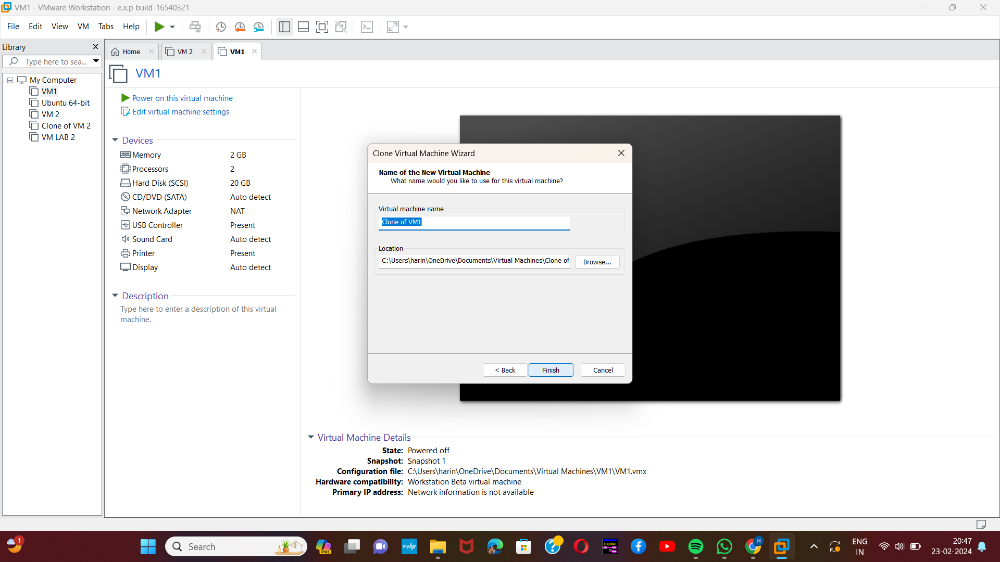 VM1 - VMware Workstation - e.x.p build-16540321
File Edit View VM Tabs Help
Library
Type here to sea...
My Computer
VM1
Ubuntu 64-bit
VM 2
Clone of VM 2
VM LAB 2
Home VM 2 VM1
VM1
Power on this virtual machine
Edit virtual machine settings
Devices
Memory 2 GB
Processors 2
Hard Disk (SCSI) 20 GB
CD/DVD (SATA) Auto detect
Network Adapter NAT
USB Controller Present
Sound Card Auto detect
Printer Present
Display Auto detect
Description
Type here to enter a description of this virtual
machine.
Clone Virtual Machine Wizard
Name of the New Virtual Machine
What name would you like to use for this virtual machine?
Virtual machine name
Clone of VM1
Location
C:\Users\harin\OneDrive\Documents\Virtual Machines\Clone of
Browse...
< Back Finish Cancel
Virtual Machine Details
State: Powered off
Snapshot: Snapshot 1
Configuration file: C:\Users\harin\OneDrive\Documents\Virtual Machines\VM1\VM1.vmx
Hardware compatibility: Workstation Beta virtual machine
Primary IP address: Network information is not available
1
Search
PRE
myhp
DATA
H
ENG
IN
20:47
23-02-2024